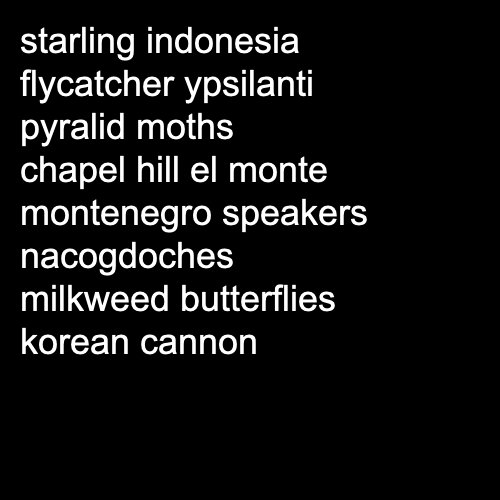 starling indonesia
flycatcher ypsilanti
pyralid moths
chapel hill el monte
montenegro speakers
nacogdoches
milkweed butterflies
korean cannon